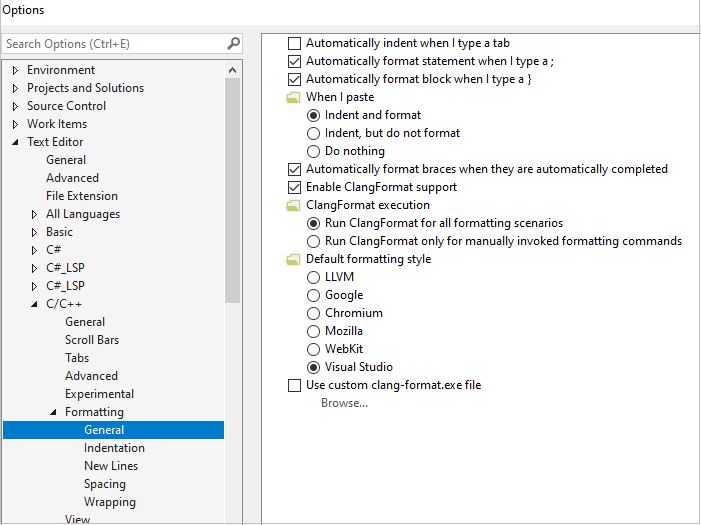 Options
Search Options (Ctrl+E)
Environment
Projects and Solutions
Source Control
Work Items
Text Editor
General
Advanced
File Extension
All Languages
Basic
C#
C#_LSP
C#_LSP
C/C++
General
Scroll Bars
Tabs
Advanced
Experimental
Formatting
General
Indentation
New Lines
Spacing
Wrapping
View
Automatically indent when I type a tab
Automatically format statement when I type a ;
Automatically format block when I type a }
When I paste
Indent and format
Indent, but do not format
Do nothing
Automatically format braces when they are automatically completed
Enable ClangFormat support
ClangFormat execution
Run ClangFormat for all formatting scenarios
Run ClangFormat only for manually invoked formatting commands
Default formatting style
LLVM
Google
Chromium
Mozilla
WebKit
Visual Studio
Use custom clang-format.exe file
Browse...